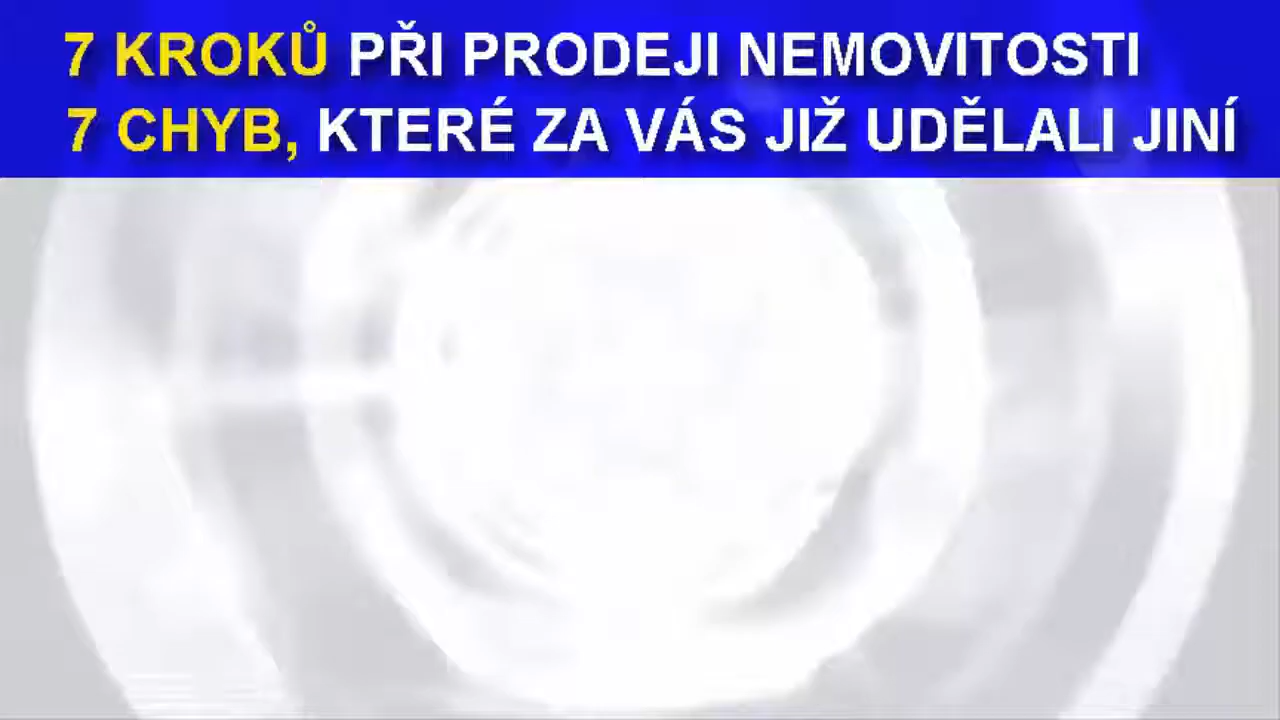 7 KROKŮ PŘI PRODEJI NEMOVITOSTI
7 CHYB, KTERÉ ZA VÁS JIŽ UDĚLALI JINÍ